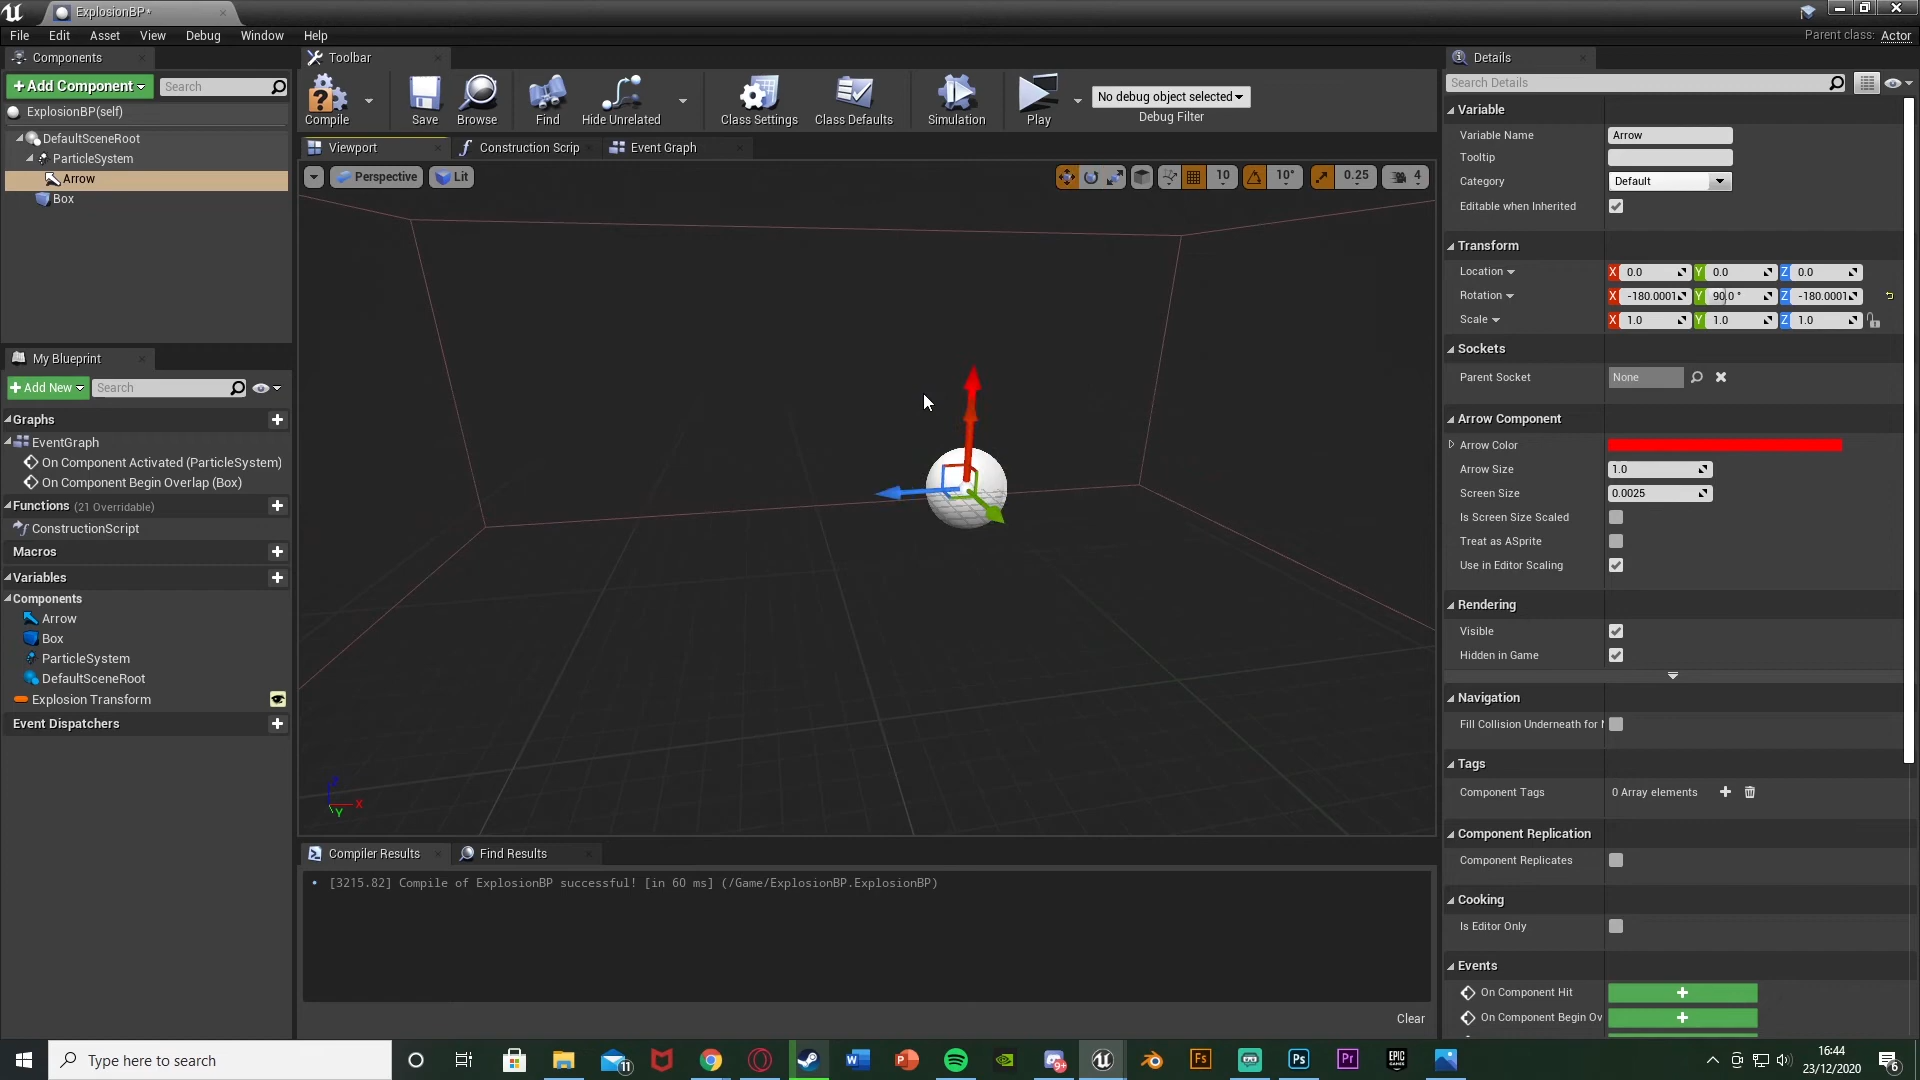 ExplosionBP*
File Edit Asset View Debug Window Help
Parent class: Actor
Components
+ Add Component
Search
ExplosionBP(self)
DefaultSceneRoot
ParticleSystem
Arrow
Box
My Blueprint
+ Add New
Search
Graphs
EventGraph
On Component Activated (ParticleSystem)
On Component Begin Overlap (Box)
Functions (21 Overridable)
ConstructionScript
Macros
Variables
Components
Arrow
Box
ParticleSystem
DefaultSceneRoot
Explosion Transform
Event Dispatchers
Toolbar
Compile Save Browse Find Hide Unrelated Class Settings Class Defaults Simulation Play
No debug object selected
Debug Filter
Viewport
Construction Scrip
Event Graph
Perspective
Lit
10
10°
0.25
4
X
Y
Compiler Results
Find Results
[3215.82] Compile of ExplosionBP successful! [in 60 ms] (/Game/ExplosionBP.ExplosionBP)
Clear
Details
Search Details
Variable
Variable Name Arrow
Tooltip
Category Default
Editable when Inherited
Transform
Location X 0.0 Y 0.0 Z 0.0
Rotation X -180.0001 Y 90.0 ° Z -180.0001
Scale X 1.0 Y 1.0 Z 1.0
Sockets
Parent Socket None
Arrow Component
Arrow Color
Arrow Size 1.0
Screen Size 0.0025
Is Screen Size Scaled
Treat as ASprite
Use in Editor Scaling
Rendering
Visible
Hidden in Game
Navigation
Fill Collision Underneath for
Tags
Component Tags 0 Array elements
Component Replication
Component Replicates
Cooking
Is Editor Only
Events
On Component Hit
On Component Begin Ov
Type here to search
11
W
P
9+
Fs
Ps
Pr
EPIC GAMES
16:44
23/12/2020
6